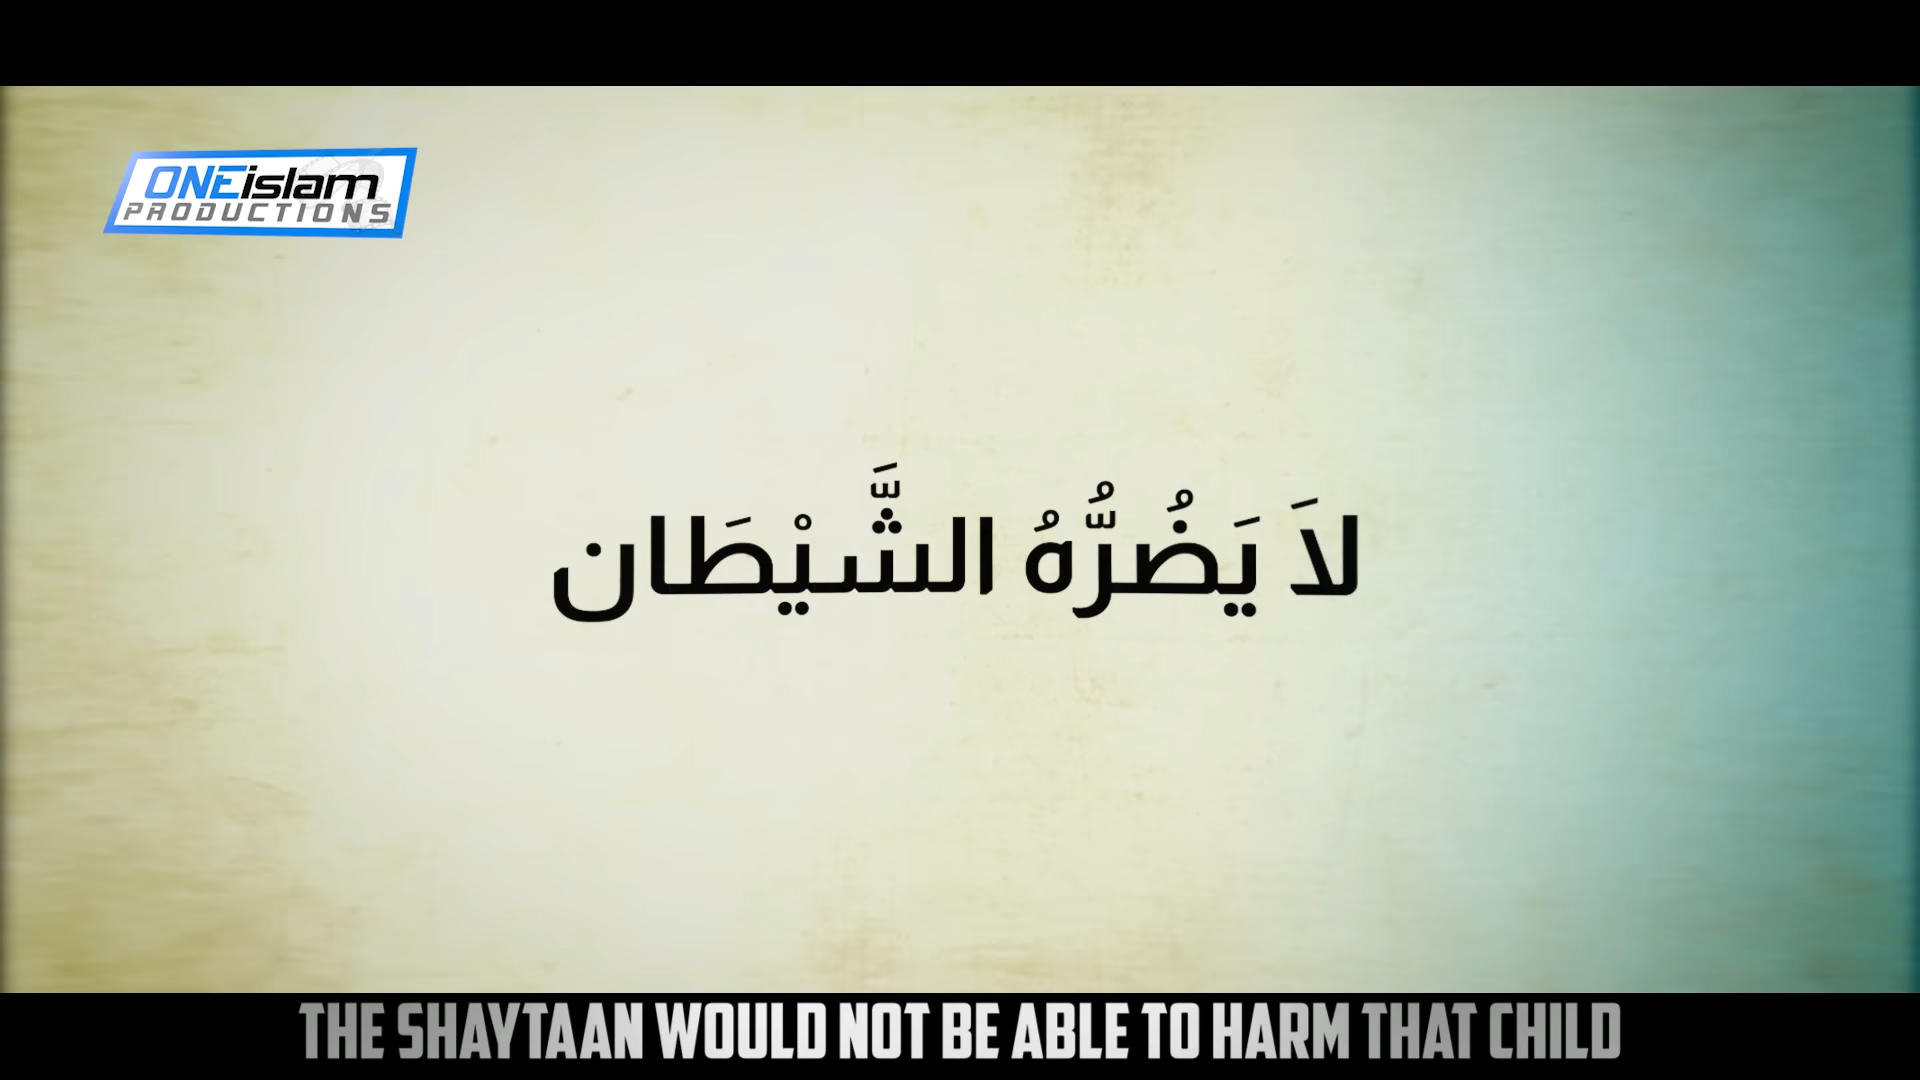 ONEislam
PRODUCTIONS
لاَ يَضُرُّهُ الشَّيْطَان
THE SHAYTAAN WOULD NOT BE ABLE TO HARM THAT CHILD